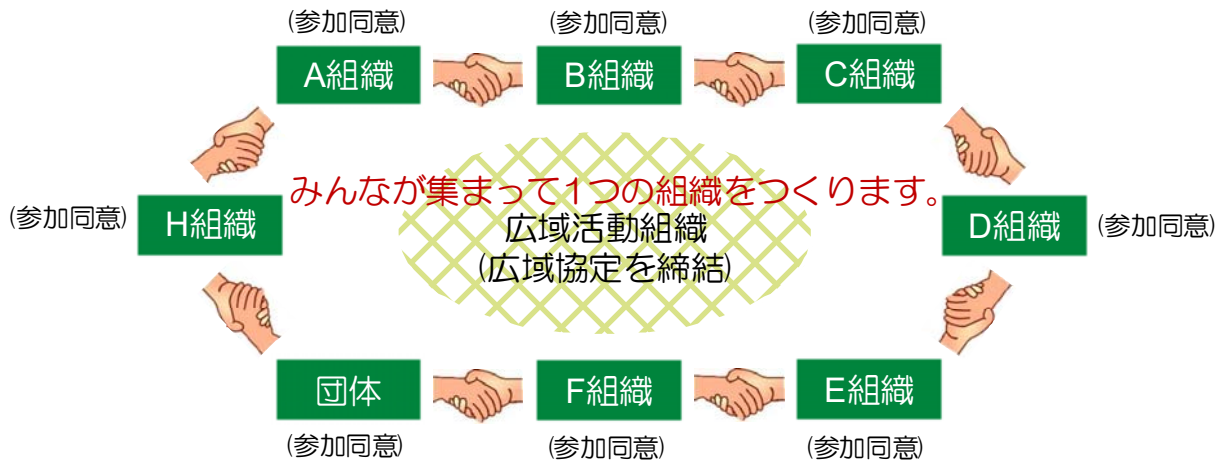 (参加同意)
(参加同意)
(参加同意)
A組織
B組織
C組織
みんなが集まって1つの組織をつくります。
(参加同意)
H組織
広域活動組織
(広域協定を締結)
D組織
(参加同意)
団体
F組織
E組織
(参加同意)
(参加同意)
(参加同意)